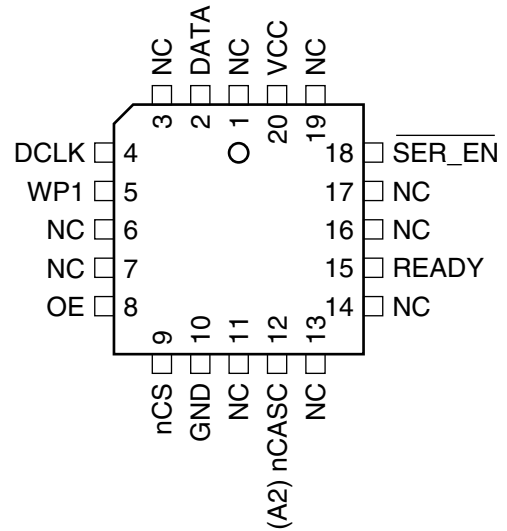 NC
DATA
NC
VCC
NC
3
2
1
20
19
DCLK 4
WP1 5
NC 6
NC 7
OE 8
18 SER_EN
17 NC
16 NC
15 READY
14 NC
9
10
11
12
13
nCS
GND
NC
(A2) nCASC
NC